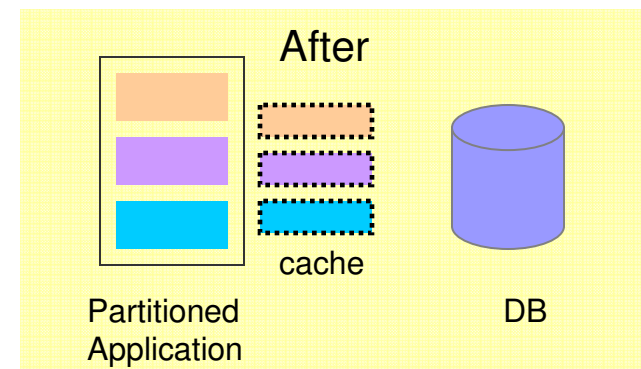 After
cache
Partitioned
Application
DB